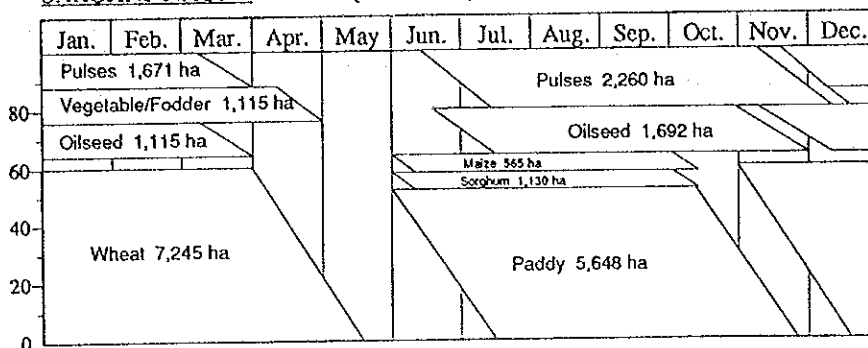 Jan. Feb. Mar. Apr. May Jun. Jul. Aug. Sep. Oct. Nov. Dec.
Pulses 1,671 ha
Pulses 2,260 ha
Vegetable/Fodder 1,115 ha
80
Oilseed 1,115 ha
Oilseed 1,692 ha
Maize 565 ha
60
Sorghum 1,130 ha
40
Wheat 7,245 ha
Paddy 5,648 ha
20
0